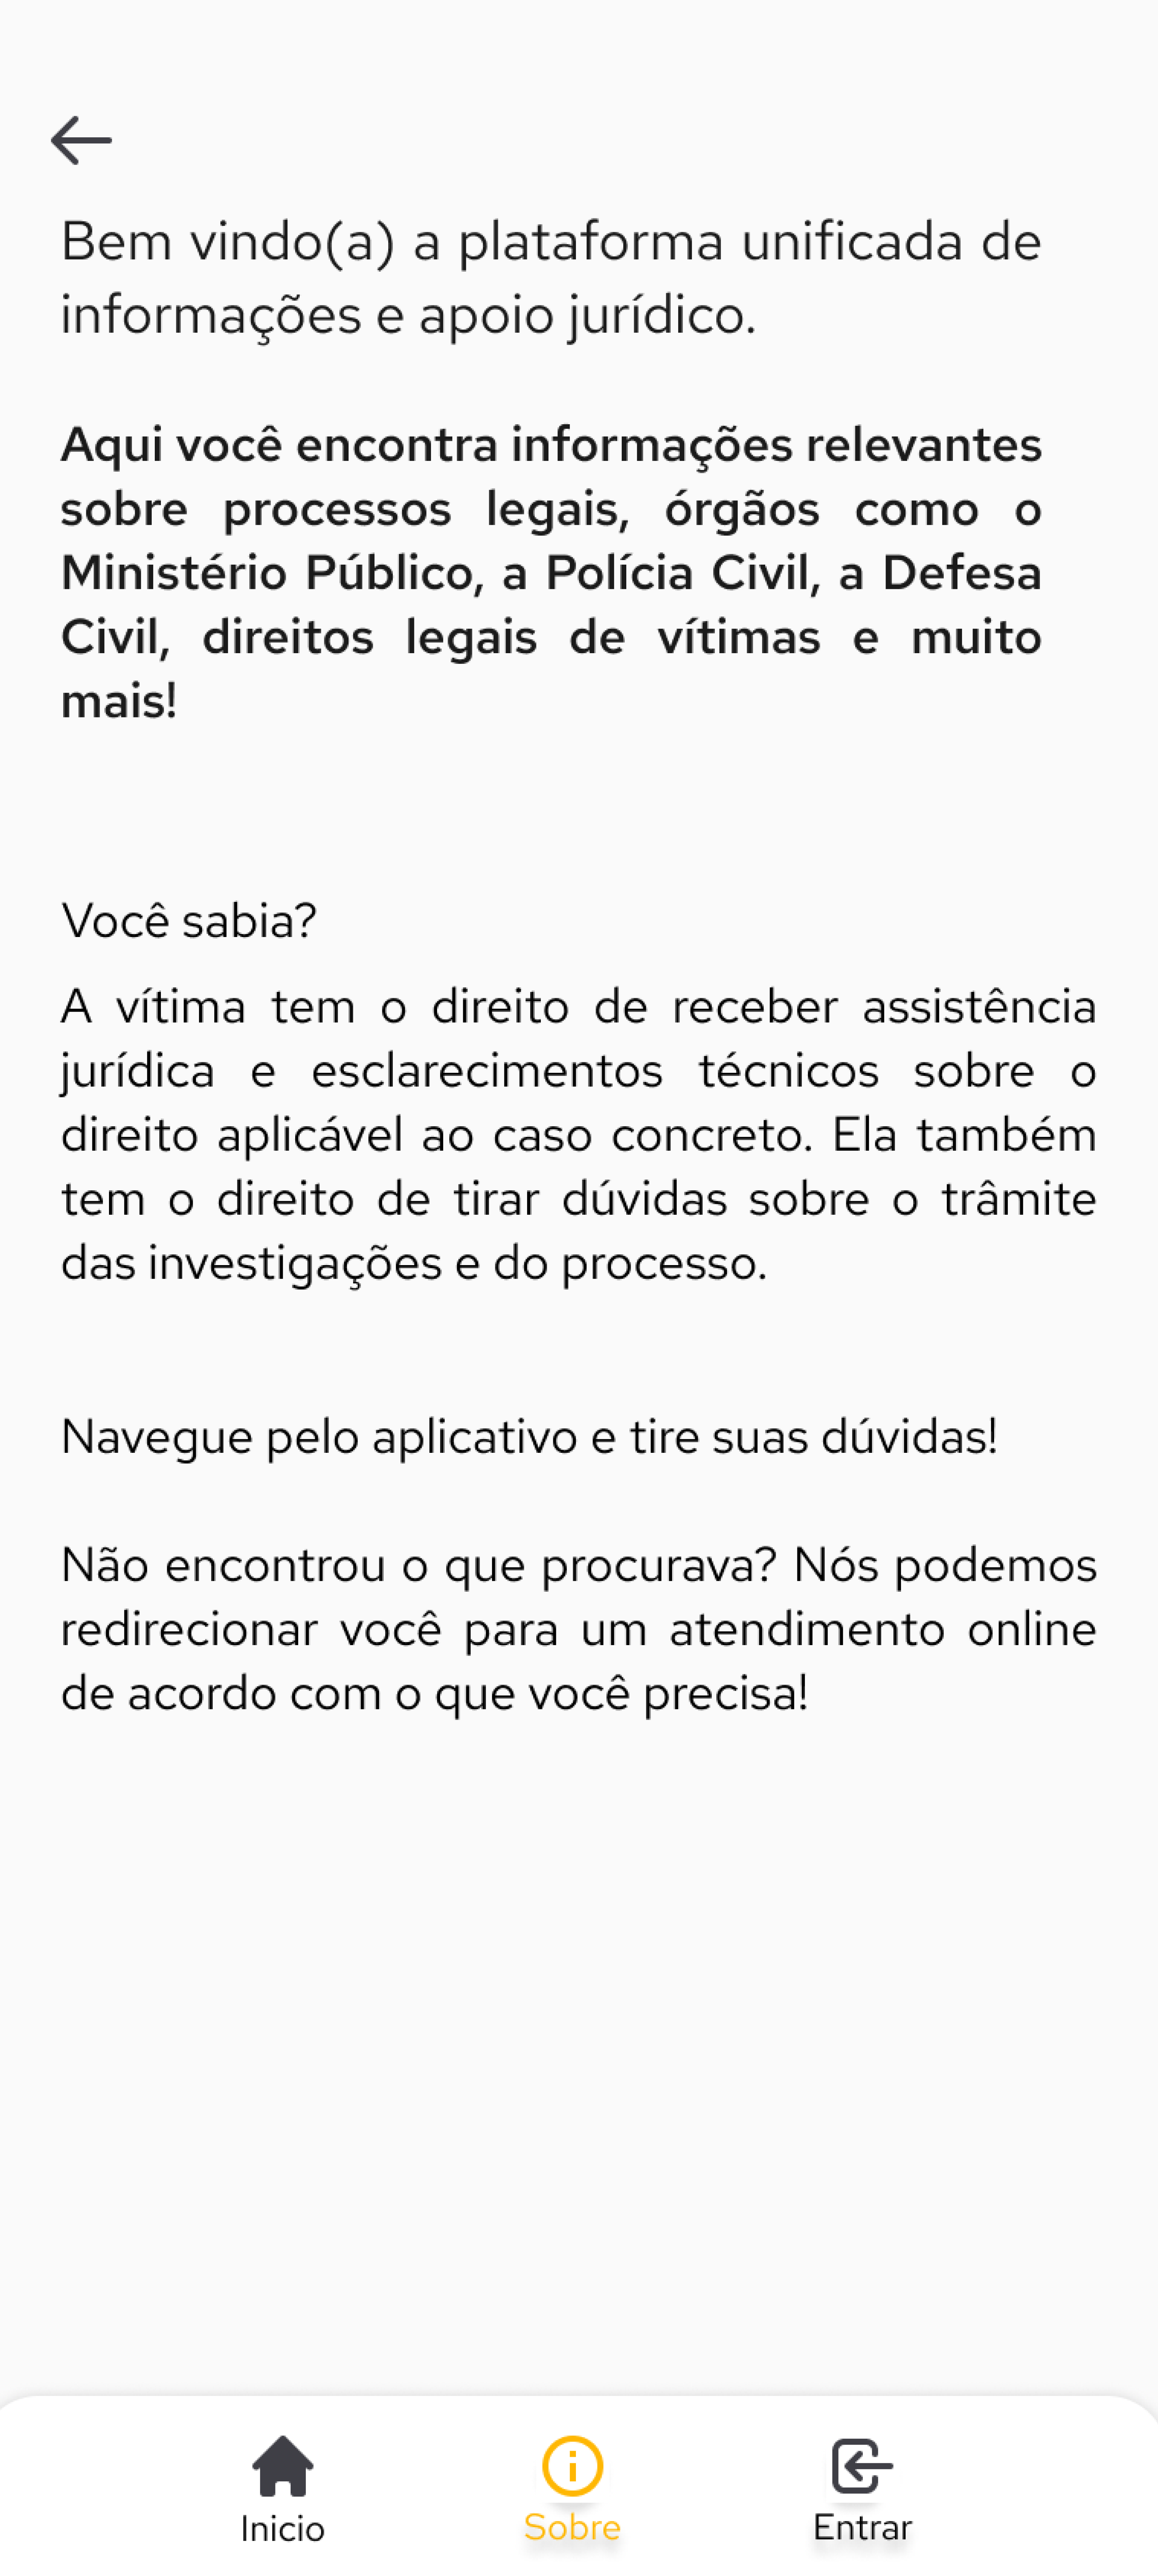 Bem vindo(a) a plataforma unificada de
informações e apoio jurídico.
Aqui você encontra informações relevantes
sobre processos legais, órgãos como o
Ministério Público, a Polícia Civil, a Defesa
Civil, direitos legais de vítimas e muito
mais!
Você sabia?
A vítima tem o direito de receber assistência
jurídica e esclarecimentos técnicos sobre o
direito aplicável ao caso concreto. Ela também
tem o direito de tirar dúvidas sobre o trâmite
das investigações e do processo.
Navegue pelo aplicativo e tire suas dúvidas!
Não encontrou o que procurava? Nós podemos
redirecionar você para um atendimento online
de acordo com o que você precisa!
Inicio
Sobre
Entrar